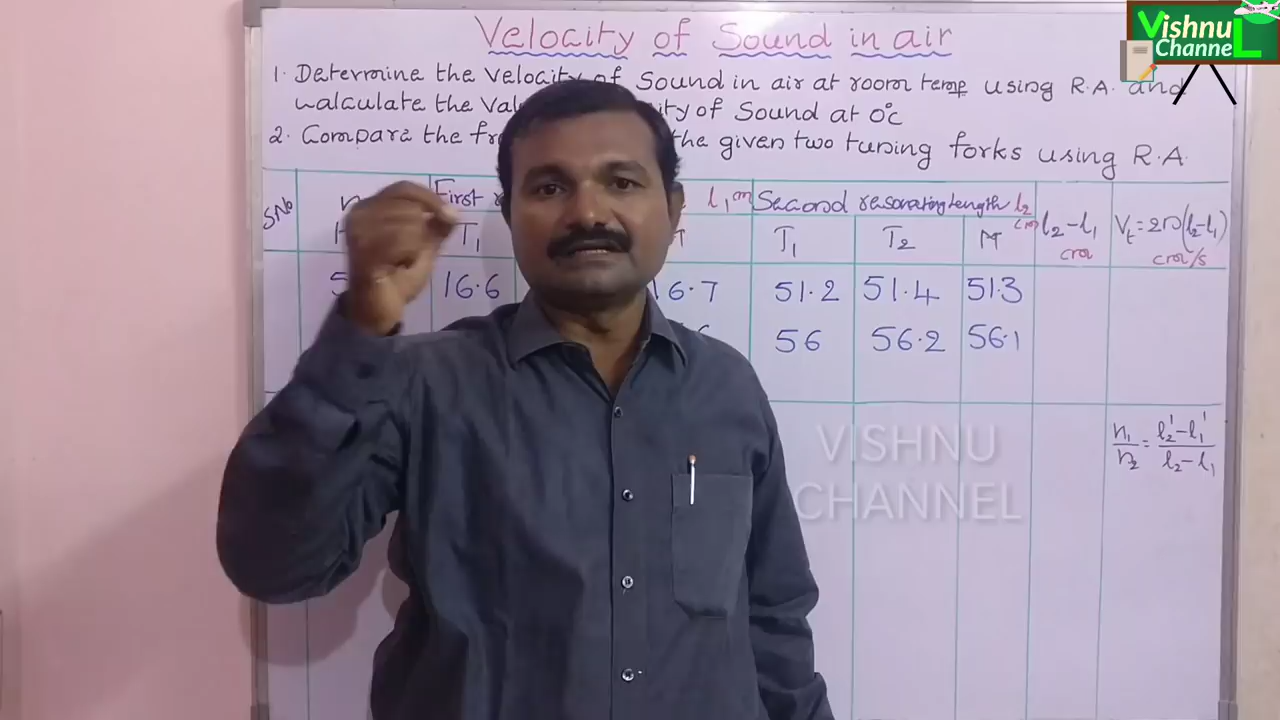 Vishnu
ChanneL
Velocity of Sound in air
1. Determine the Velocity of Sound in air at room temp using R.A. and
calculate the Val ity of Sound at 0°C
2. Compare the fre the given two tuning forks using R.A.
S.No n First r l₁ cm Second resonating length l₂ cm l₂-l₁ cm Vt = 2n(l₂-l₁) cm/s
T₁ T₁ T₂ M
5 16.6 16.7 51.2 51.4 51.3
56 56.2 56.1
n₁/n₂ = l₂'-l₁'/l₂-l₁
VISHNU
CHANNEL